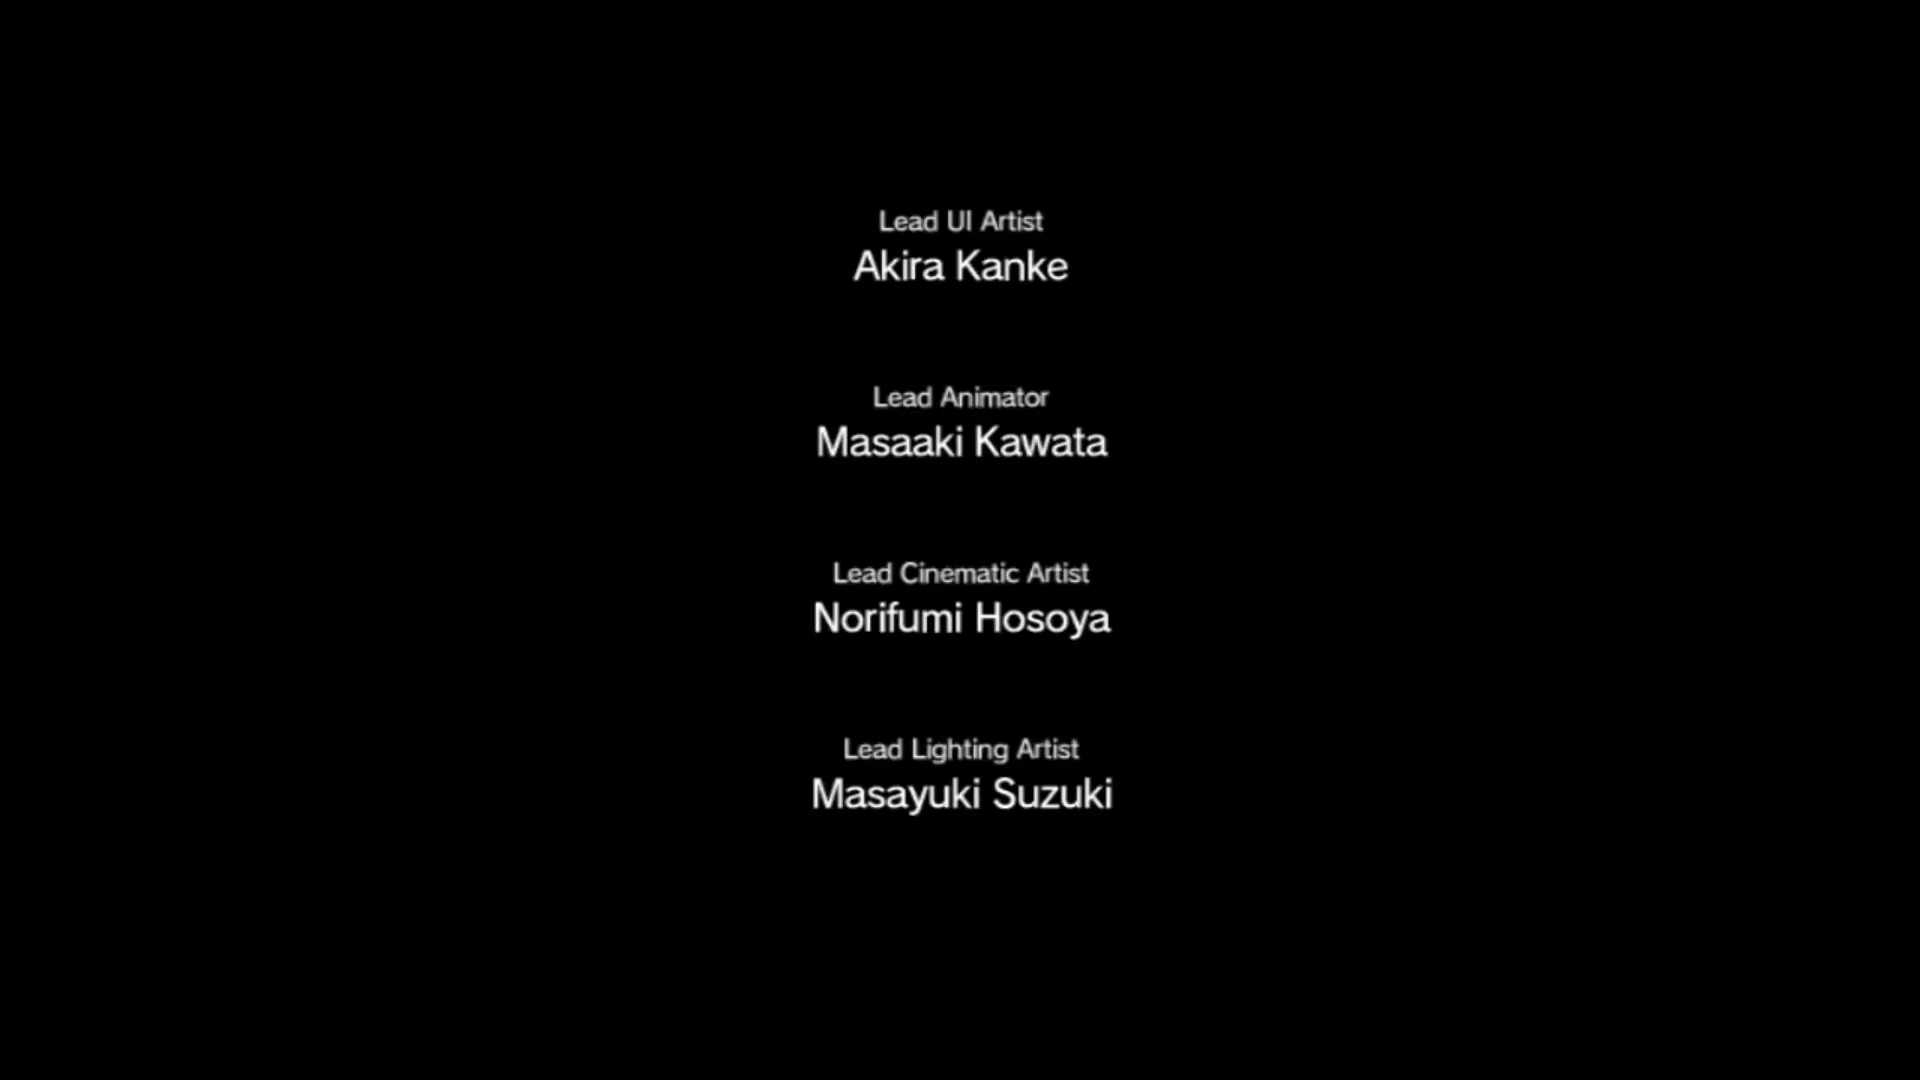 Lead UI Artist
Akira Kanke
Lead Animator
Masaaki Kawata
Lead Cinematic Artist
Norifumi Hosoya
Lead Lighting Artist
Masayuki Suzuki